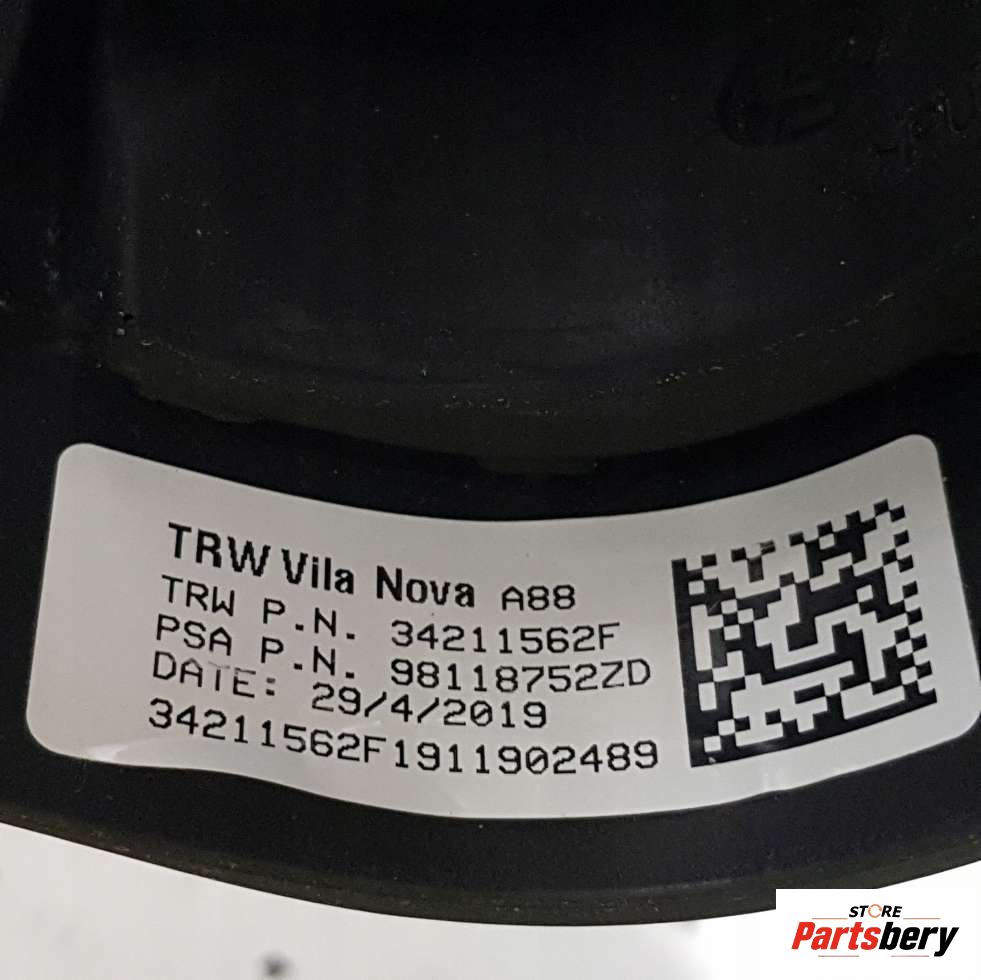 TRW Vila Nova A88
TRW P.N. 34211562F
PSA P.N. 98118752ZD
DATE: 29/4/2019
34211562F1911902489
STORE
Partsbery